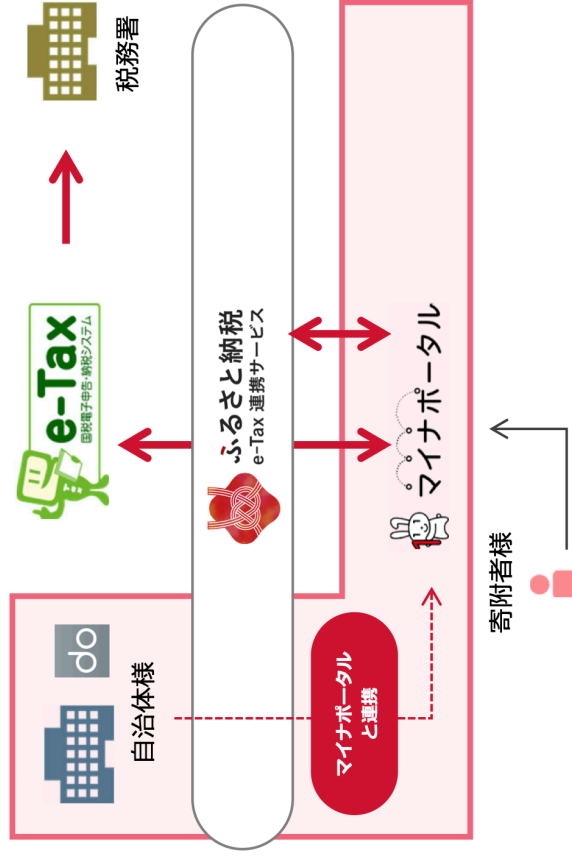 自治体様
do
e-Tax
国税電子申告・納税システム
税務署
ふるさと納税
e-Tax 連携サービス
マイナポータル
と連携
マイナポータル
寄附者様